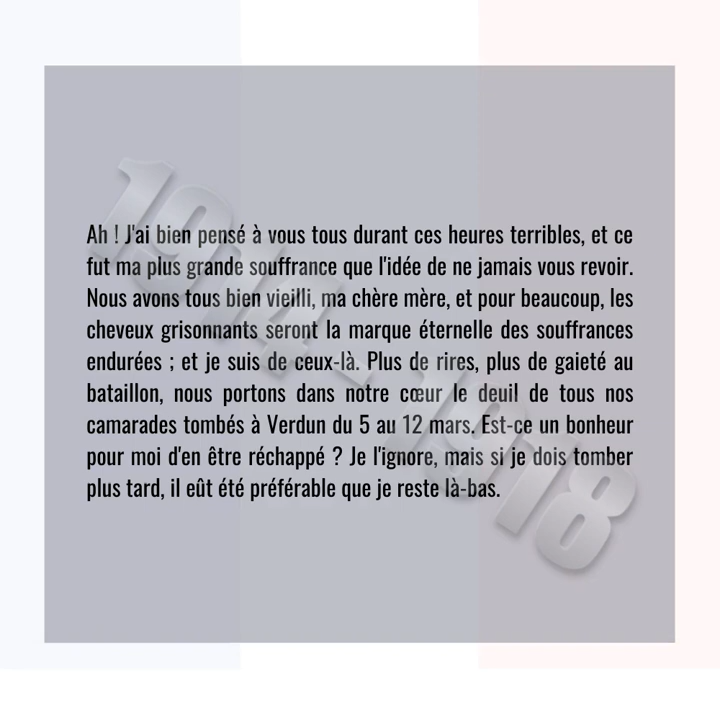 Ah ! J'ai bien pensé à vous tous durant ces heures terribles, et ce
fut ma plus grande souffrance que l'idée de ne jamais vous revoir.
Nous avons tous bien vieilli, ma chère mère, et pour beaucoup, les
cheveux grisonnants seront la marque éternelle des souffrances
endurées ; et je suis de ceux-là. Plus de rires, plus de gaieté au
bataillon, nous portons dans notre cœur le deuil de tous nos
camarades tombés à Verdun du 5 au 12 mars. Est-ce un bonheur
pour moi d'en être réchappé ? Je l'ignore, mais si je dois tomber
plus tard, il eût été préférable que je reste là-bas.
1914 - 1918